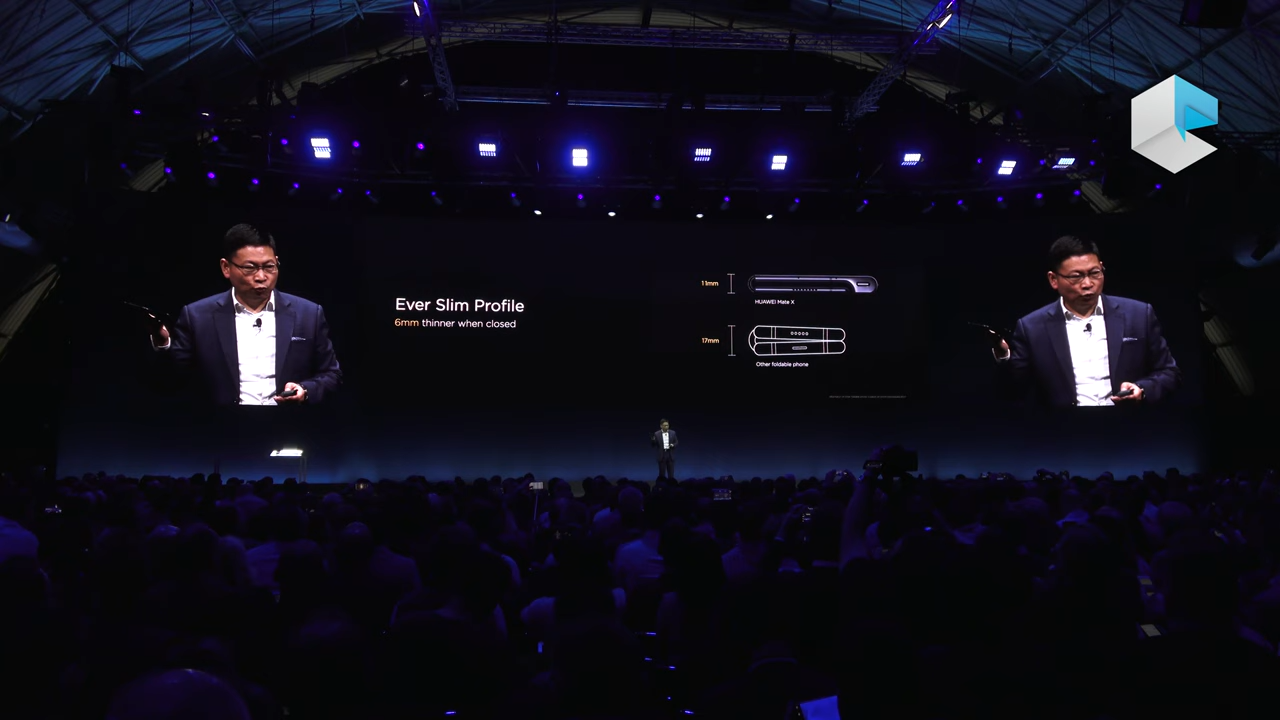 Ever Slim Profile
6mm thinner when closed
11mm
HUAWEI Mate X
17mm
Other foldable phone